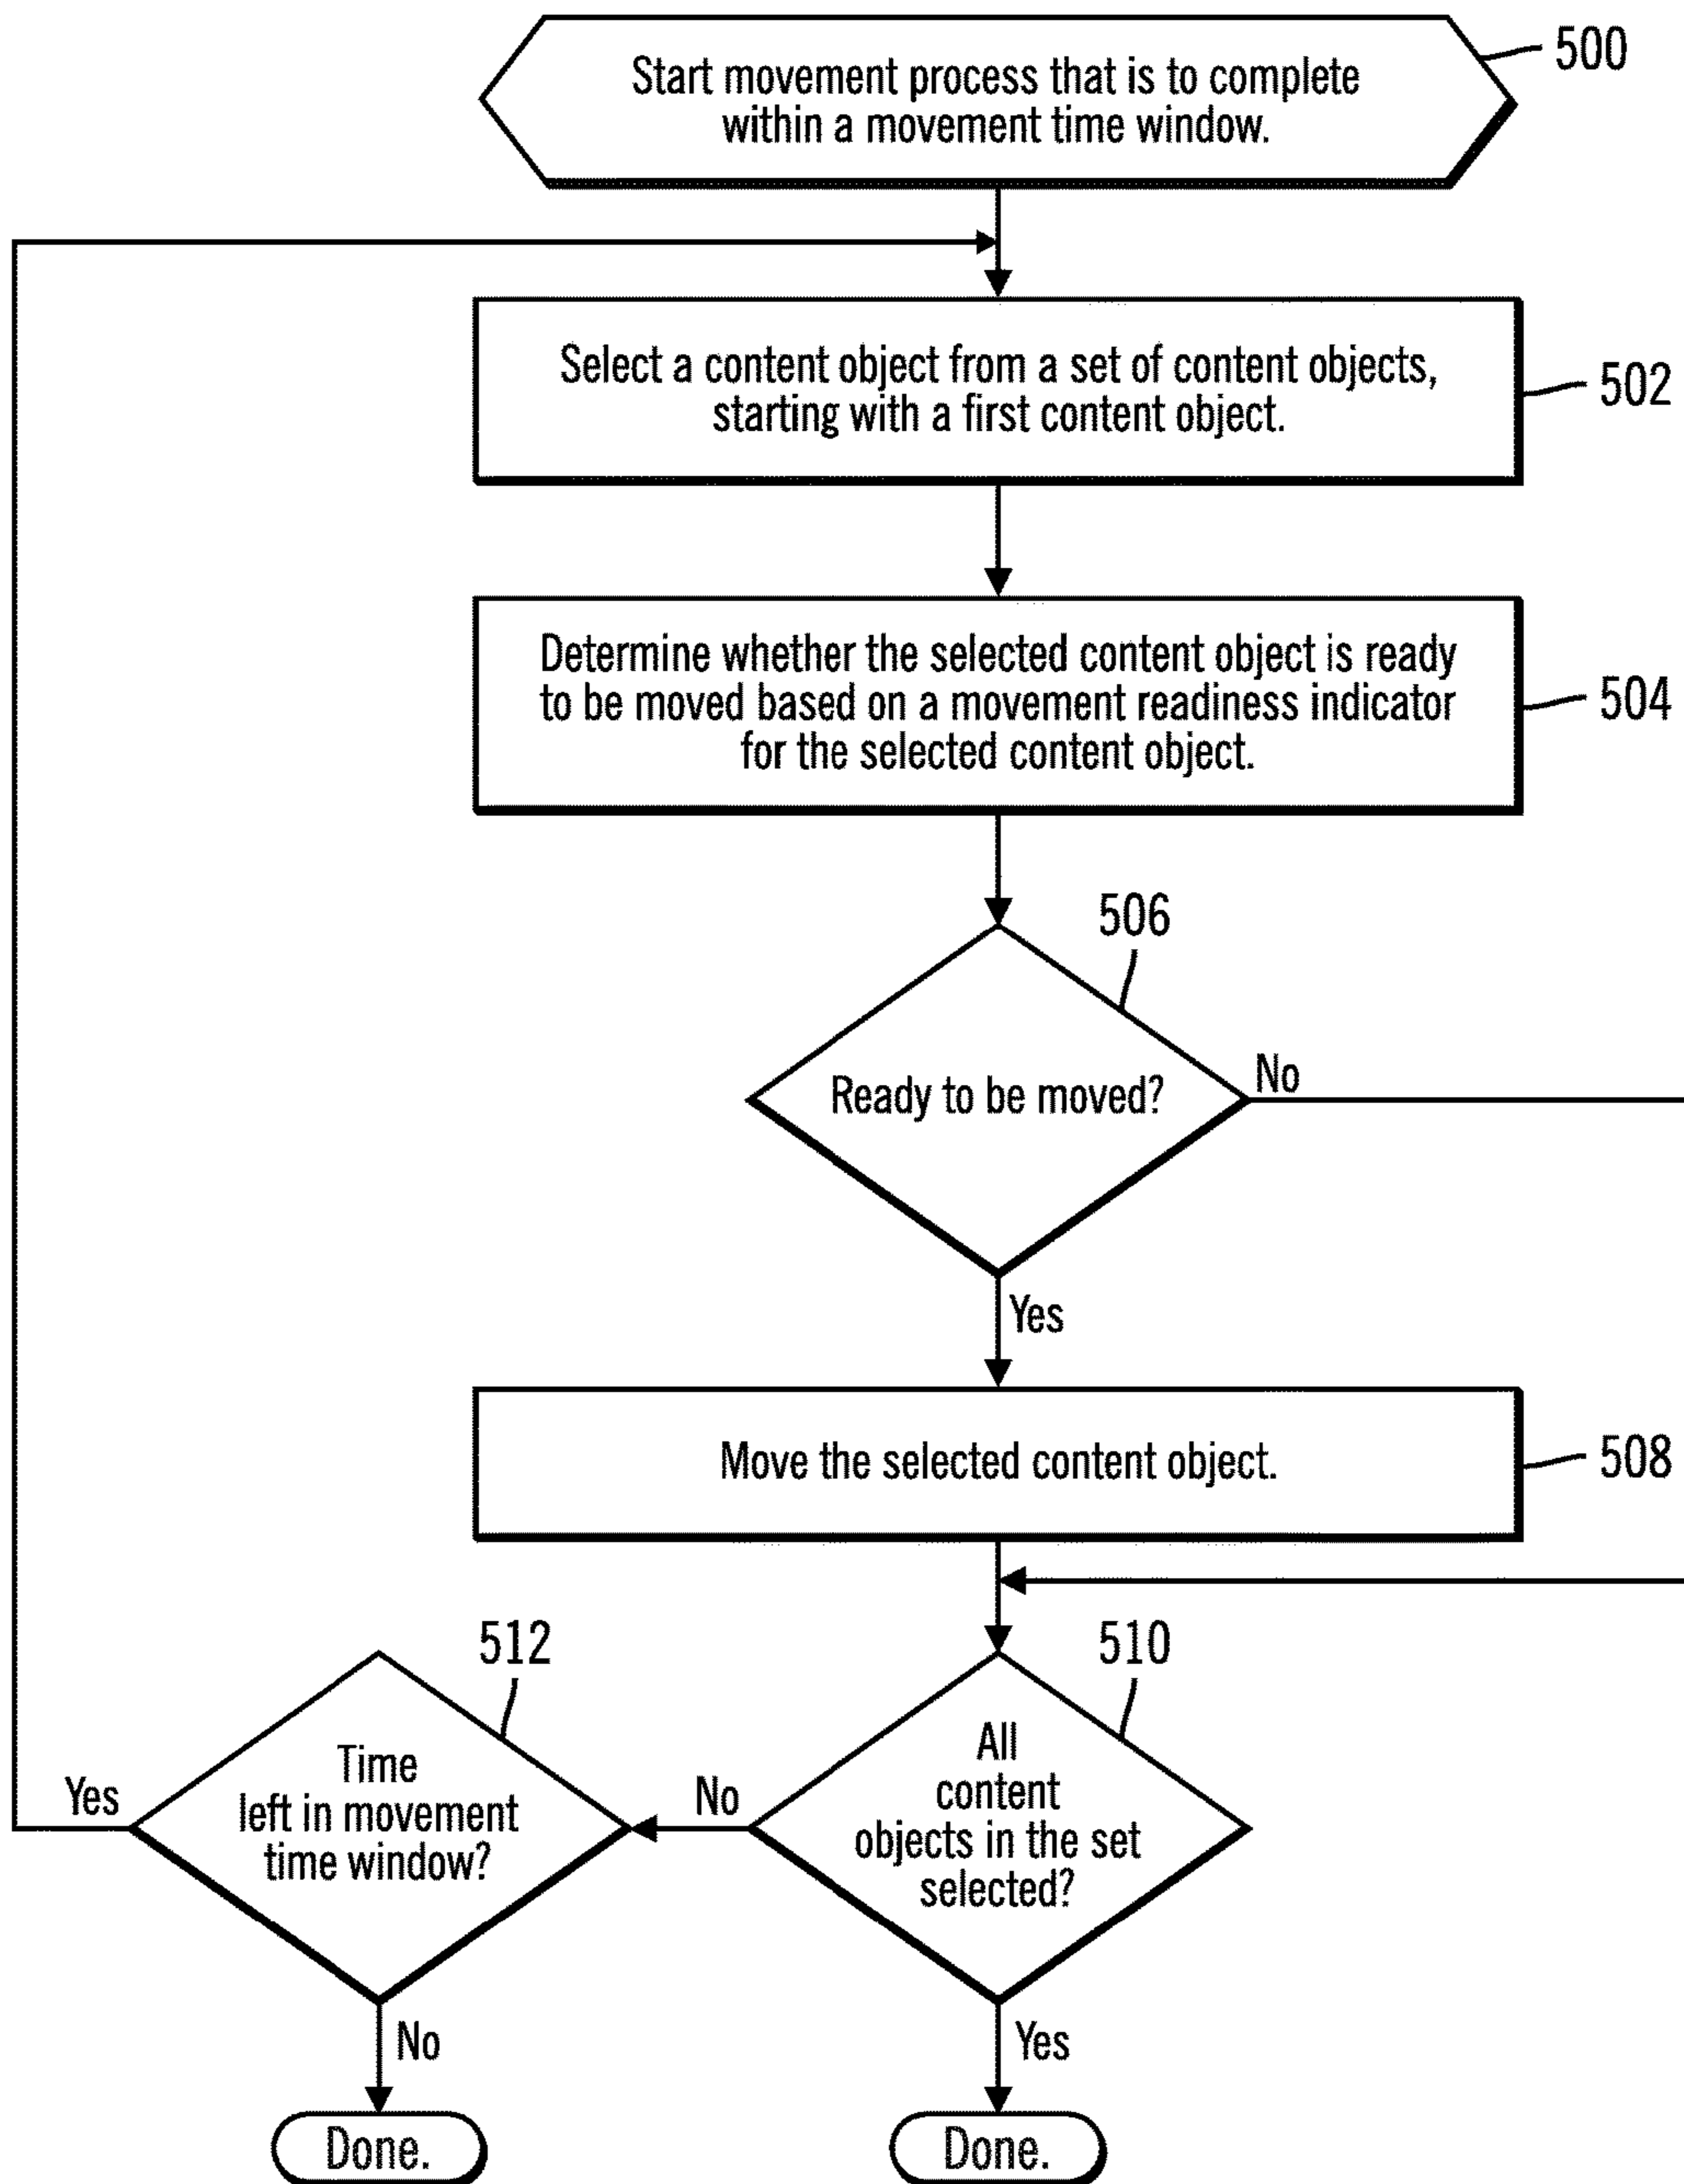 Start movement process that is to complete
within a movement time window.
500
Select a content object from a set of content objects,
starting with a first content object.
502
Determine whether the selected content object is ready
to be moved based on a movement readiness indicator
for the selected content object.
504
506
Ready to be moved?
No
Yes
Move the selected content object.
508
512
510
Time
left in movement
time window?
Yes
No
All
content
objects in the set
selected?
No
Yes
Done.
Done.